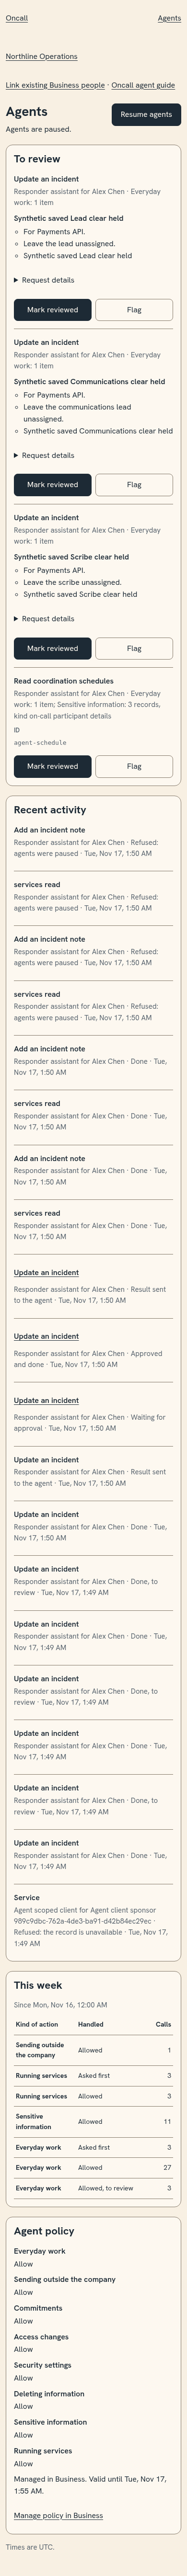 Oncall
Agents
Northline Operations
Link existing Business people · Oncall agent guide
Agents
Resume agents
Agents are paused.
To review
Update an incident
Responder assistant for Alex Chen · Everyday
work: 1 item
Synthetic saved Lead clear held
For Payments API.
Leave the lead unassigned.
Synthetic saved Lead clear held
Request details
Mark reviewed
Flag
Update an incident
Responder assistant for Alex Chen · Everyday
work: 1 item
Synthetic saved Communications clear held
For Payments API.
Leave the communications lead
unassigned.
Synthetic saved Communications clear held
Request details
Mark reviewed
Flag
Update an incident
Responder assistant for Alex Chen · Everyday
work: 1 item
Synthetic saved Scribe clear held
For Payments API.
Leave the scribe unassigned.
Synthetic saved Scribe clear held
Request details
Mark reviewed
Flag
Read coordination schedules
Responder assistant for Alex Chen · Everyday
work: 1 item; Sensitive information: 3 records,
kind on-call participant details
ID
agent-schedule
Mark reviewed
Flag
Recent activity
Add an incident note
Responder assistant for Alex Chen · Refused:
agents were paused · Tue, Nov 17, 1:50 AM
services read
Responder assistant for Alex Chen · Refused:
agents were paused · Tue, Nov 17, 1:50 AM
Add an incident note
Responder assistant for Alex Chen · Refused:
agents were paused · Tue, Nov 17, 1:50 AM
services read
Responder assistant for Alex Chen · Refused:
agents were paused · Tue, Nov 17, 1:50 AM
Add an incident note
Responder assistant for Alex Chen · Done · Tue,
Nov 17, 1:50 AM
services read
Responder assistant for Alex Chen · Done · Tue,
Nov 17, 1:50 AM
Add an incident note
Responder assistant for Alex Chen · Done · Tue,
Nov 17, 1:50 AM
services read
Responder assistant for Alex Chen · Done · Tue,
Nov 17, 1:50 AM
Update an incident
Responder assistant for Alex Chen · Result sent
to the agent · Tue, Nov 17, 1:50 AM
Update an incident
Responder assistant for Alex Chen · Approved
and done · Tue, Nov 17, 1:50 AM
Update an incident
Responder assistant for Alex Chen · Waiting for
approval · Tue, Nov 17, 1:50 AM
Update an incident
Responder assistant for Alex Chen · Result sent
to the agent · Tue, Nov 17, 1:50 AM
Update an incident
Responder assistant for Alex Chen · Done · Tue,
Nov 17, 1:50 AM
Update an incident
Responder assistant for Alex Chen · Done, to
review · Tue, Nov 17, 1:49 AM
Update an incident
Responder assistant for Alex Chen · Done · Tue,
Nov 17, 1:49 AM
Update an incident
Responder assistant for Alex Chen · Done, to
review · Tue, Nov 17, 1:49 AM
Update an incident
Responder assistant for Alex Chen · Done · Tue,
Nov 17, 1:49 AM
Update an incident
Responder assistant for Alex Chen · Done, to
review · Tue, Nov 17, 1:49 AM
Update an incident
Responder assistant for Alex Chen · Done · Tue,
Nov 17, 1:49 AM
Service
Agent scoped client for Agent client sponsor
989c9dbc-762a-4de3-ba91-d42b84ec29ec ·
Refused: the record is unavailable · Tue, Nov 17,
1:49 AM
This week
Since Mon, Nov 16, 12:00 AM
Kind of action Handled Calls
Sending outside
the company Allowed 1
Running services Asked first 3
Running services Allowed 3
Sensitive
information Allowed 11
Everyday work Asked first 3
Everyday work Allowed 27
Everyday work Allowed, to review 3
Agent policy
Everyday work
Allow
Sending outside the company
Allow
Commitments
Allow
Access changes
Allow
Security settings
Allow
Deleting information
Allow
Sensitive information
Allow
Running services
Allow
Managed in Business. Valid until Tue, Nov 17,
1:55 AM.
Manage policy in Business
Times are UTC.